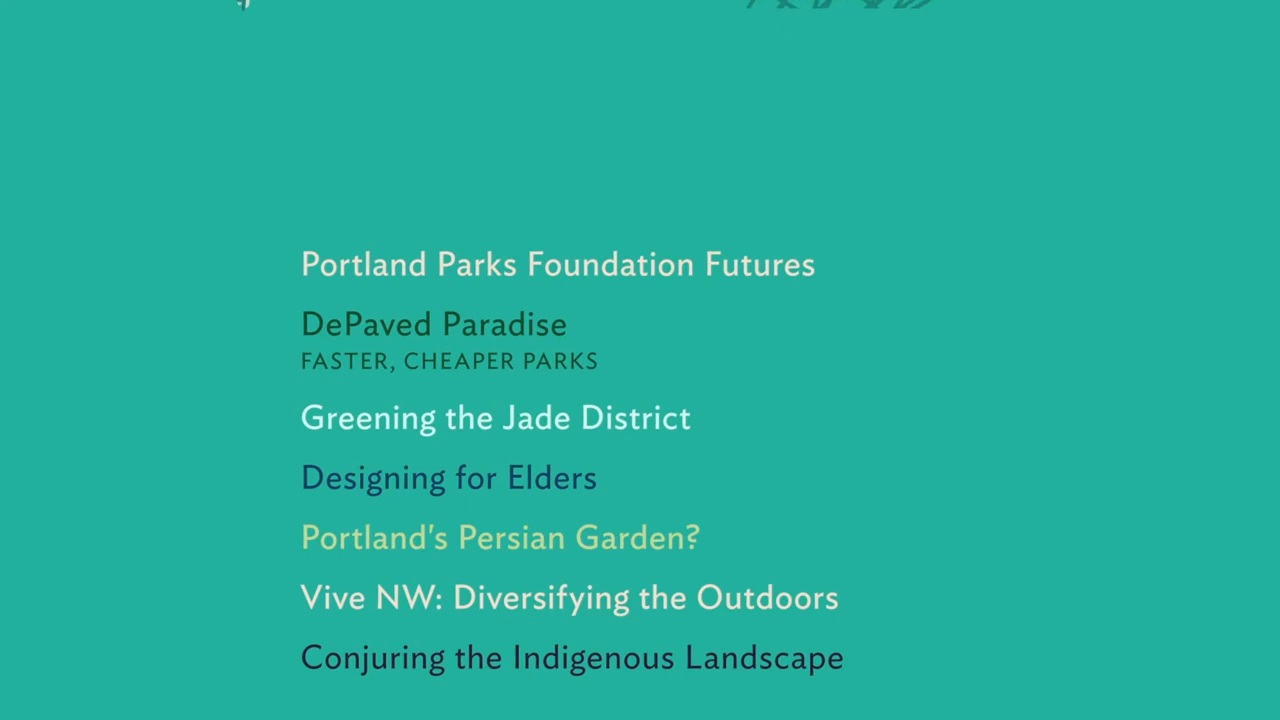 Portland Parks Foundation Futures
DePaved Paradise
FASTER, CHEAPER PARKS
Greening the Jade District
Designing for Elders
Portland's Persian Garden?
Vive NW: Diversifying the Outdoors
Conjuring the Indigenous Landscape